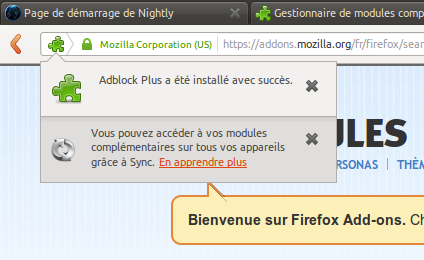 Page de démarrage de Nightly
Gestionnaire de modules comp
Mozilla Corporation (US)
https://addons.mozilla.org/fr/firefox/sear
Adblock Plus a été installé avec succès.
Vous pouvez accéder à vos modules
complémentaires sur tous vos appareils
grâce à Sync. En apprendre plus
ULES
RSONAS
THÈM
Bienvenue sur Firefox Add-ons. Ch